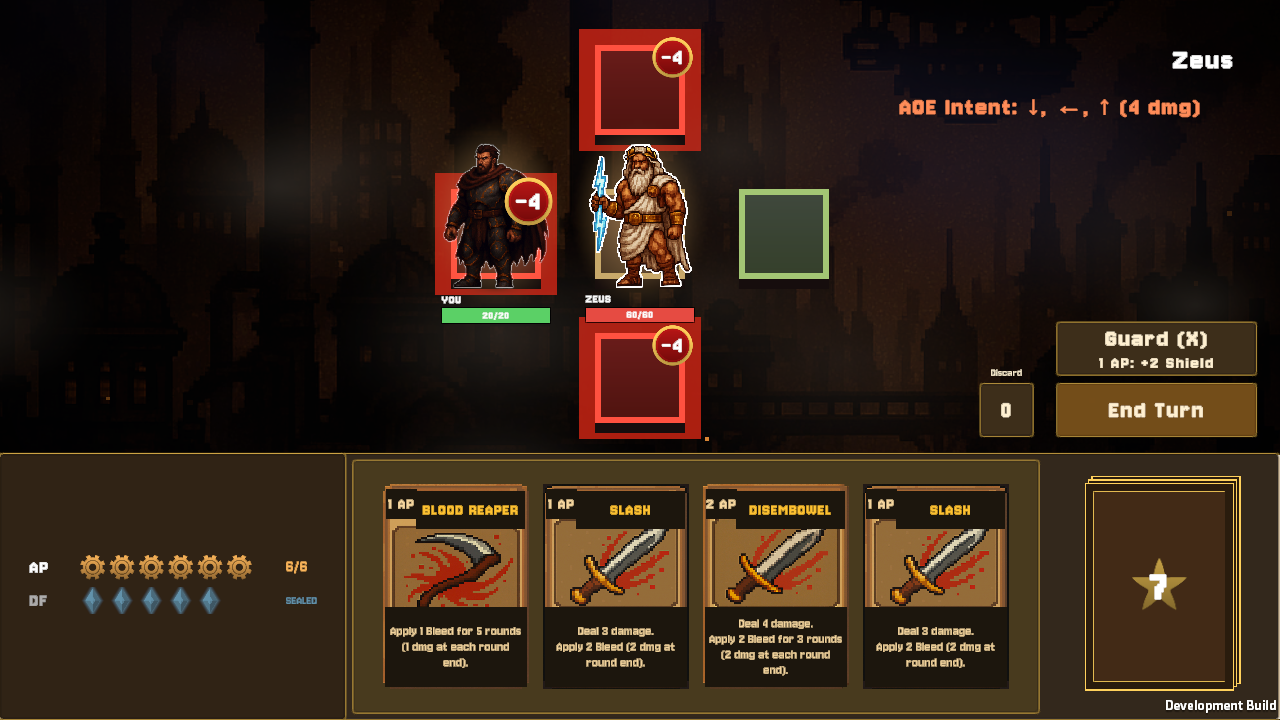 Zeus
AOE Intent: ↓, ←, ↑ (4 dmg)
-4
-4
YOU
20/20
ZEUS
60/60
-4
Guard (X)
1 AP: +2 Shield
Discard
0
End Turn
AP
6/6
DF
SEALED
1 AP
BLOOD REAPER
Apply 1 Bleed for 5 rounds
(1 dmg at each round
end).
1 AP
SLASH
Deal 3 damage.
Apply 2 Bleed (2 dmg at
round end).
2 AP
DISEMBOWEL
Deal 4 damage.
Apply 2 Bleed for 3 rounds
(2 dmg at each round
end).
1 AP
SLASH
Deal 3 damage.
Apply 2 Bleed (2 dmg at
round end).
7
Development Build